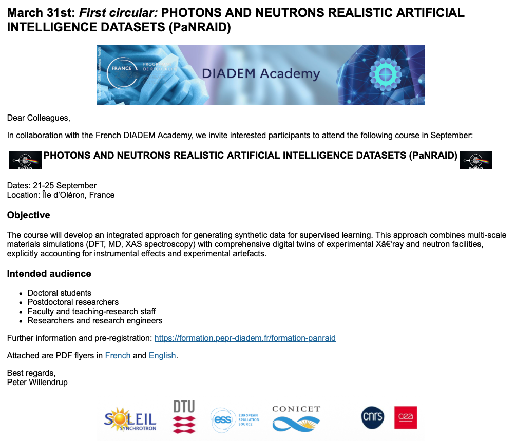 March 31st: First circular: PHOTONS AND NEUTRONS REALISTIC ARTIFICIAL
INTELLIGENCE DATASETS (PaNRAID)
FRANCE
DIADEM Academy
Dear Colleagues,
In collaboration with the French DIADEM Academy, we invite interested participants to attend the following course in September:
PHOTONS AND NEUTRONS REALISTIC ARTIFICIAL INTELLIGENCE DATASETS (PaNRAID)
Dates: 21-25 September
Location: Île d'Oléron, France
Objective
The course will develop an integrated approach for generating synthetic data for supervised learning. This approach combines multi-scale
materials simulations (DFT, MD, XAS spectroscopy) with comprehensive digital twins of experimental Xâ€'ray and neutron facilities,
explicitly accounting for instrumental effects and experimental artefacts.
Intended audience
• Doctoral students
• Postdoctoral researchers
• Faculty and teaching-research staff
• Researchers and research engineers
Further information and pre-registration: https://formation.pepr-diadem.fr/formation-panraid
Attached are PDF flyers in French and English.
Best regards,
Peter Willendrup
SOLEIL
SYNCHROTRON
DTU
ess
EUROPEAN
SPALLATION
SOURCE
CONICET
cnrs
cea